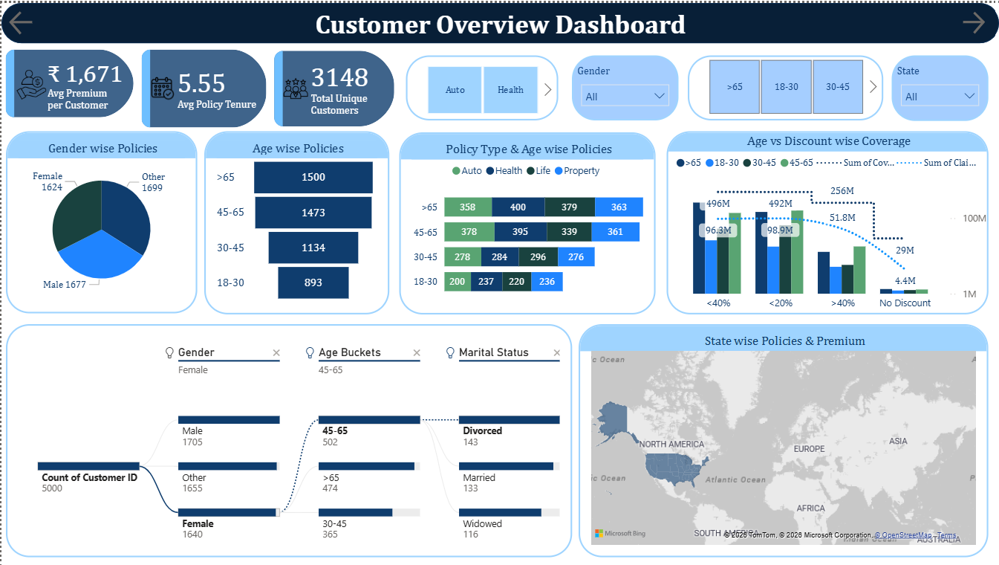 Customer Overview Dashboard
₹ 1,671
Avg Premium
per Customer
5.55
Avg Policy Tenure
3148
Total Unique
Customers
Auto
Health
Gender
All
>65
18-30
30-45
State
All
Gender wise Policies
Female
1624
Other
1699
Male 1677
Age wise Policies
>65
1500
45-65
1473
30-45
1134
18-30
893
Policy Type & Age wise Policies
Auto Health Life Property
>65 358 400 379 363
45-65 378 395 339 361
30-45 278 284 296 276
18-30 200 237 220 236
Age vs Discount wise Coverage
>65 18-30 30-45 45-65 Sum of Cov... Sum of Clai...
496M
492M
256M
96.3M
98.9M
51.8M
29M
4.4M
100M
1M
<40% <20% >40% No Discount
Gender
Female
Age Buckets
45-65
Marital Status
Count of Customer ID
5000
Male
1705
Other
1655
Female
1640
45-65
502
>65
474
30-45
365
Divorced
143
Married
133
Widowed
116
State wise Policies & Premium
c Ocean
Ocean
A
NORTH AMERICA
EUROPE
ASIA
ic Ocean
Atlantic Ocean
P
AFRICA
SOUTH AMERICA
Indian Ocean
AUSTRALIA
Microsoft Bing
© 2026 TomTom, © 2026 Microsoft Corporation, © OpenStreetMap Terms